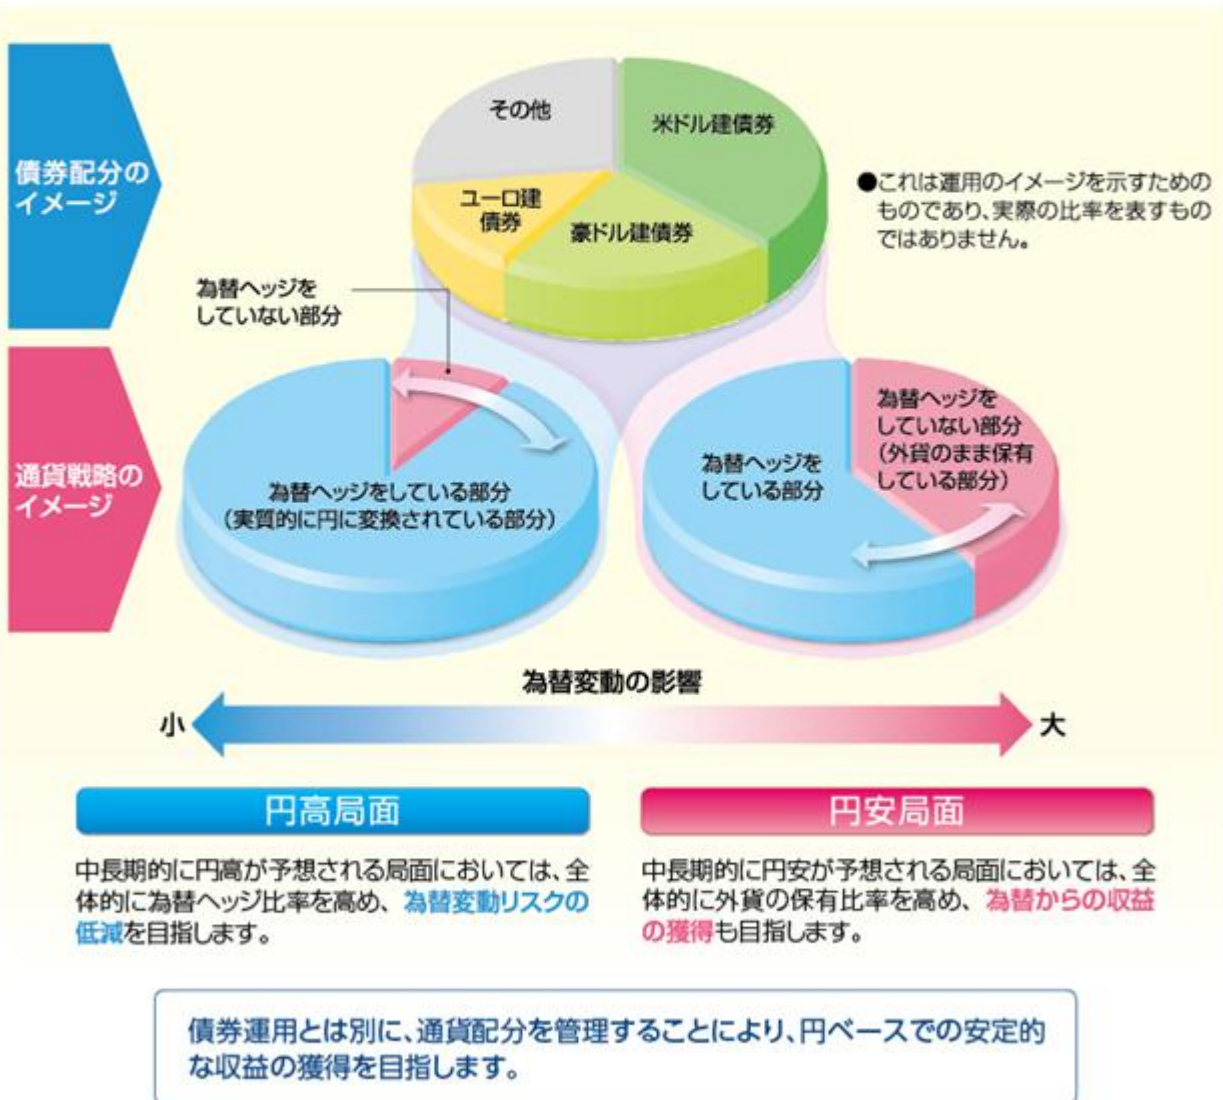 債券配分の
イメージ
その他
米ドル建債券
ユーロ建
債券
豪ドル建債券
●これは運用のイメージを示すための
ものであり、実際の比率を表すもの
ではありません。
為替ヘッジを
していない部分
通貨戦略の
イメージ
為替ヘッジをしている部分
(実質的に円に変換されている部分)
為替ヘッジを
している部分
為替ヘッジを
していない部分
(外貨のまま保有
している部分)
為替変動の影響
小
大
円高局面
中長期的に円高が予想される局面においては、全
体的に為替ヘッジ比率を高め、為替変動リスクの
低減を目指します。
円安局面
中長期的に円安が予想される局面においては、全
体的に外貨の保有比率を高め、為替からの収益
の獲得も目指します。
債券運用とは別に、通貨配分を管理することにより、円ベースでの安定的
な収益の獲得を目指します。